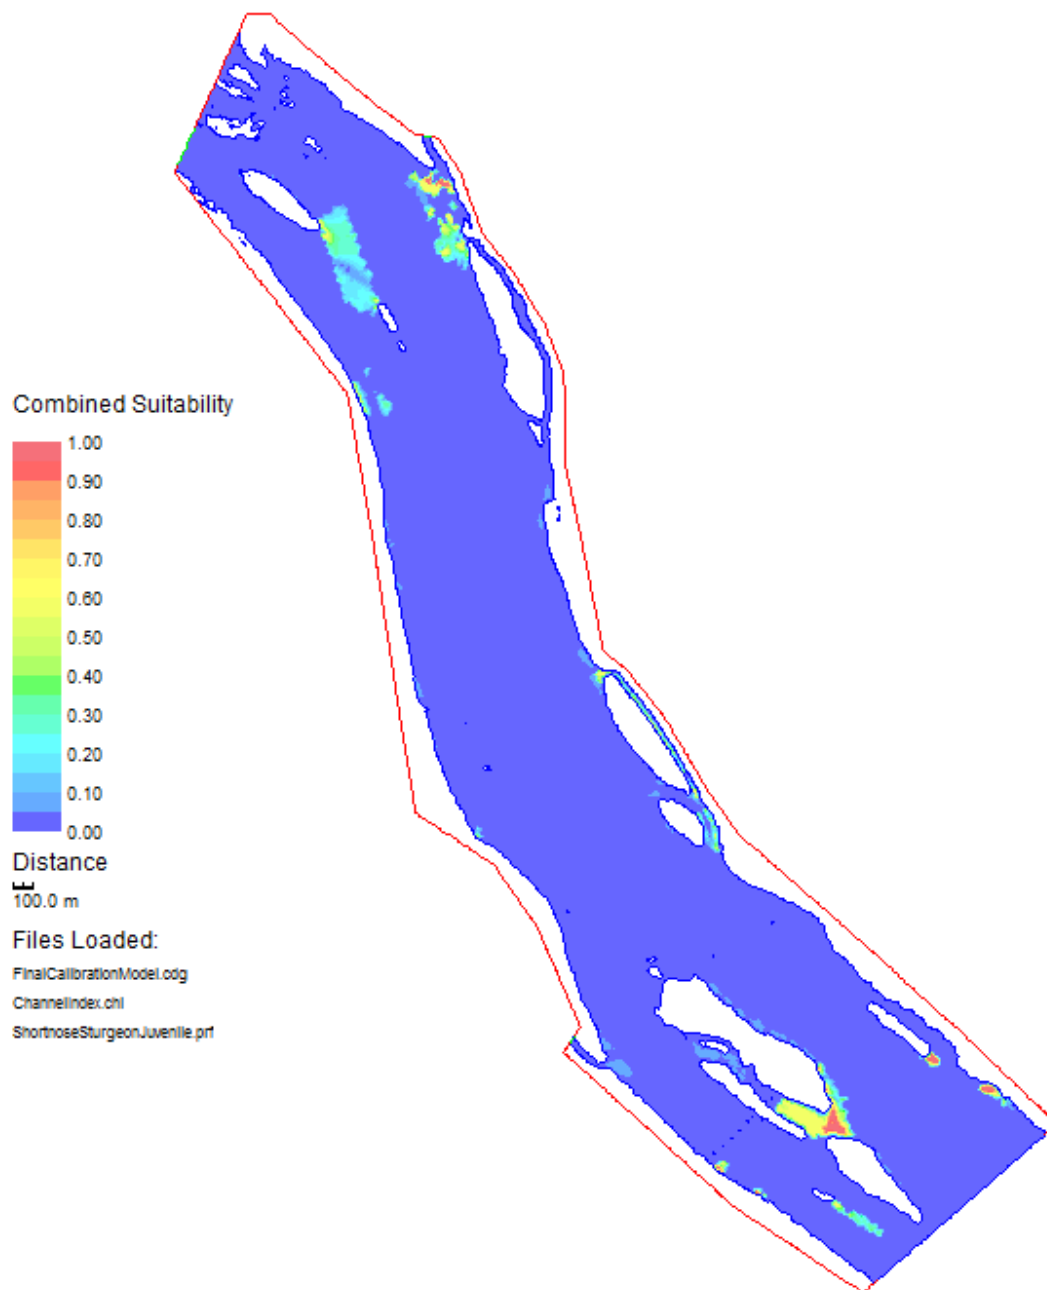 Combined Suitability
1.00
0.90
0.80
0.70
0.60
0.50
0.40
0.30
0.20
0.10
0.00
Distance
100.0 m
Files Loaded:
FinalCalibrationModel.cdg
ChannelIndex.chi
ShortnoseSturgeonJuvenile.prf